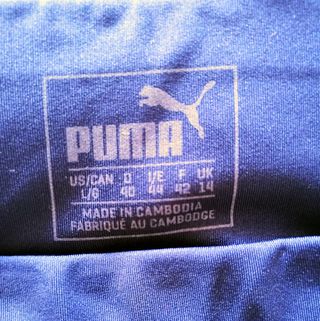 PUMA
US/CAN D I/E F UK
L/G 40 44 42 14
MADE IN CAMBODIA
FABRIQUÉ AU CAMBODGE